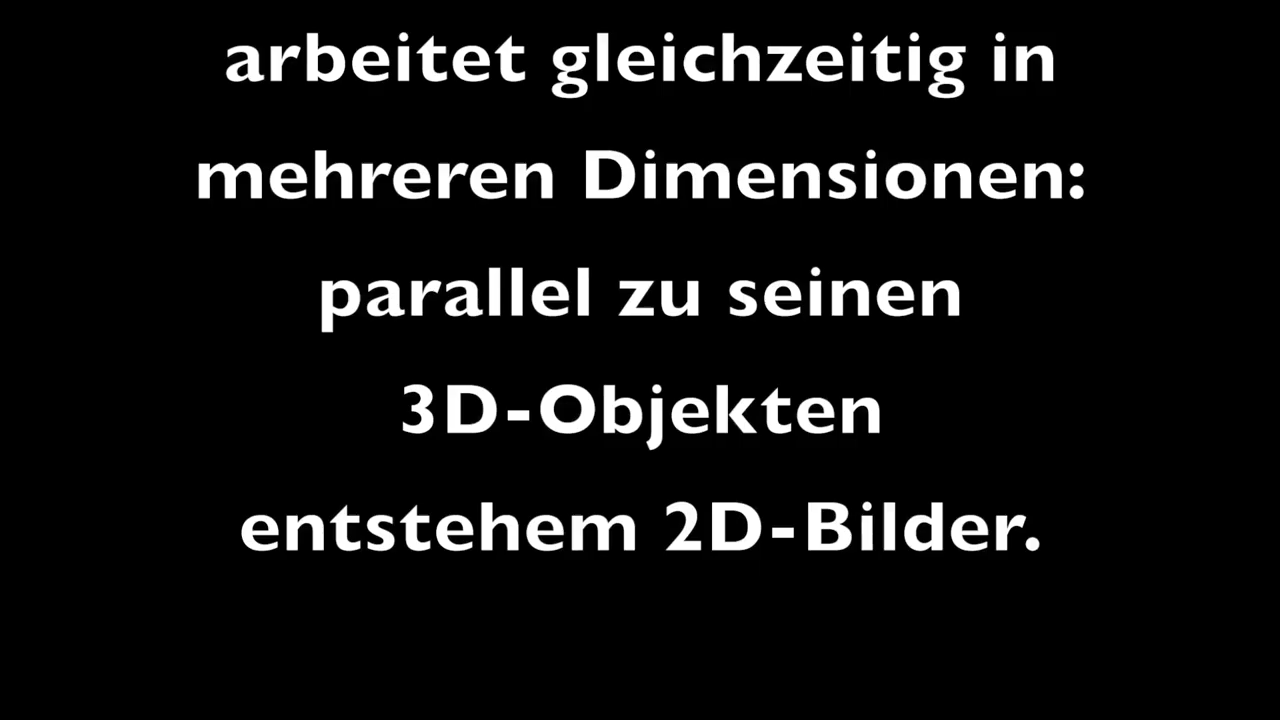 arbeitet gleichzeitig in
mehreren Dimensionen:
parallel zu seinen
3D-Objekten
entstehem 2D-Bilder.